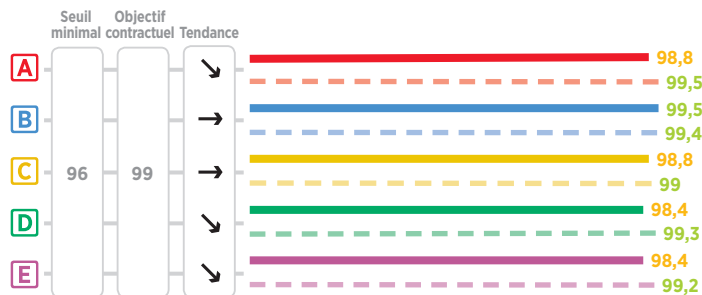 Seuil minimal
Objectif contractuel
Tendance
A
98,8
99,5
B
99,5
99,4
C
96
99
98,8
99
D
98,4
99,3
E
98,4
99,2